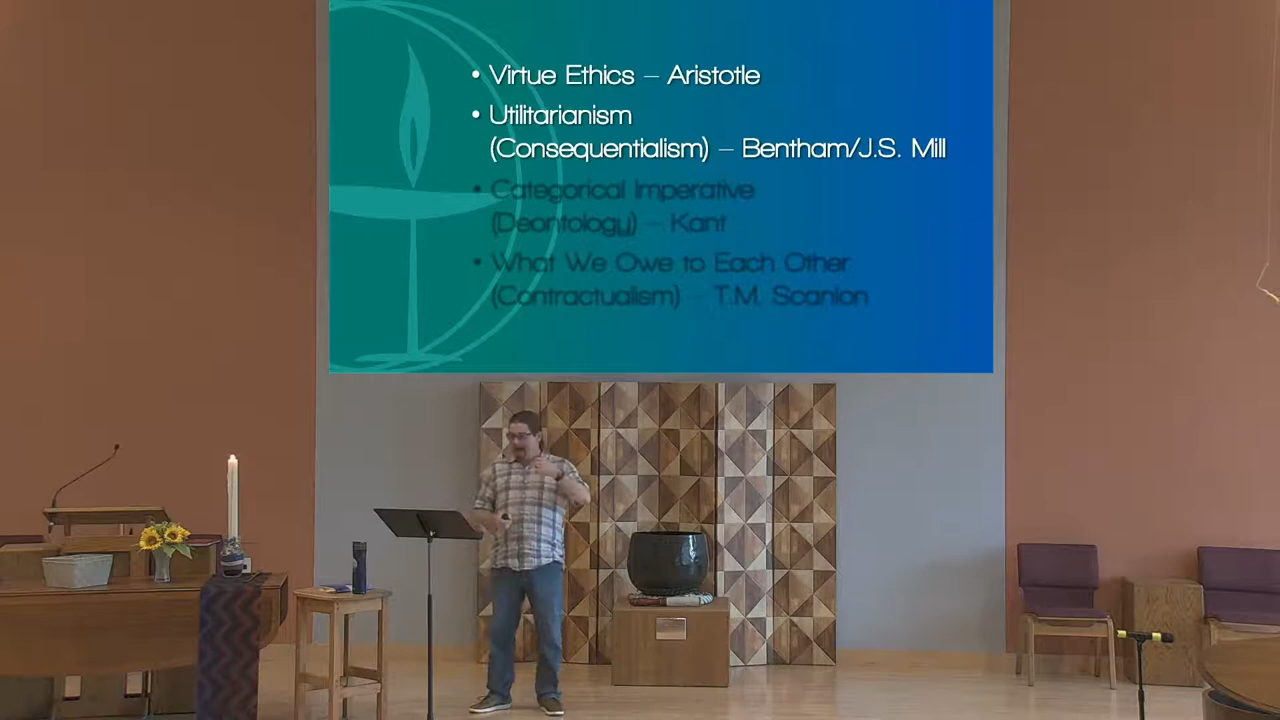 • Virtue Ethics – Aristotle
• Utilitarianism
(Consequentialism) – Bentham/J.S. Mill
• Categorical Imperative
(Deontology) – Kant
• What We Owe to Each Other
(Contractualism) – T.M. Scanlon